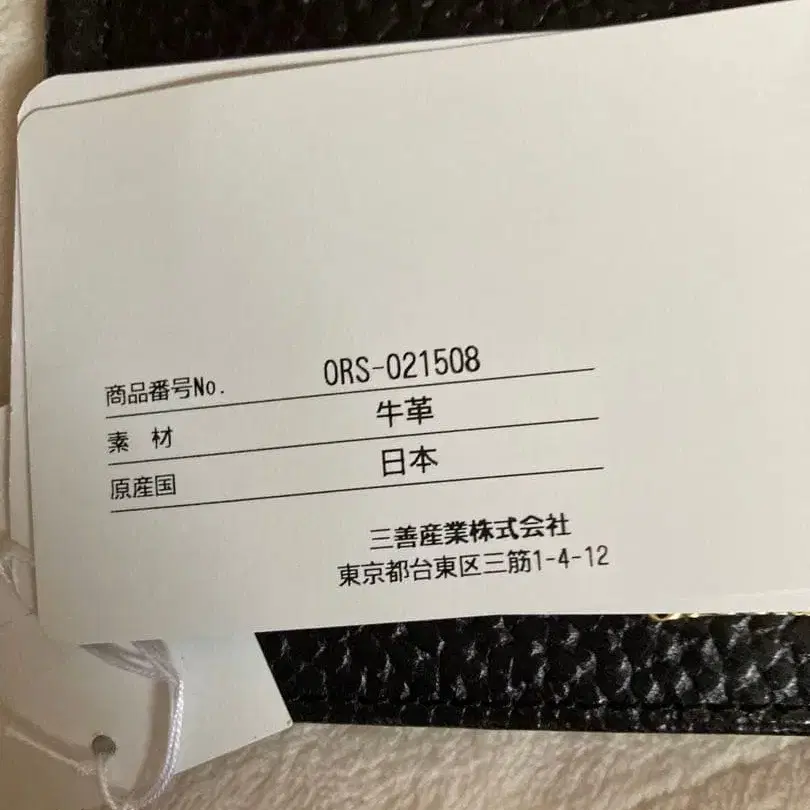 商品番号No. ORS-021508
素 材 牛革
原産国 日本
三善産業株式会社
東京都台東区三筋1-4-12